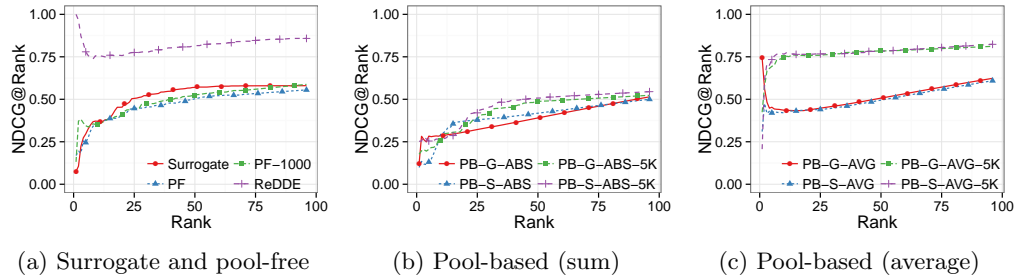 NDCG@Rank
1.00
0.75
0.50
0.25
0.00
Surrogate
PF−1000
PF
ReDDE
0
25
50
75
100
Rank
(a) Surrogate and pool-free
NDCG@Rank
1.00
0.75
0.50
0.25
0.00
PB−G−ABS
PB−G−ABS−5K
PB−S−ABS
PB−S−ABS−5K
0
25
50
75
100
Rank
(b) Pool-based (sum)
NDCG@Rank
1.00
0.75
0.50
0.25
0.00
PB−G−AVG
PB−G−AVG−5K
PB−S−AVG
PB−S−AVG−5K
0
25
50
75
100
Rank
(c) Pool-based (average)